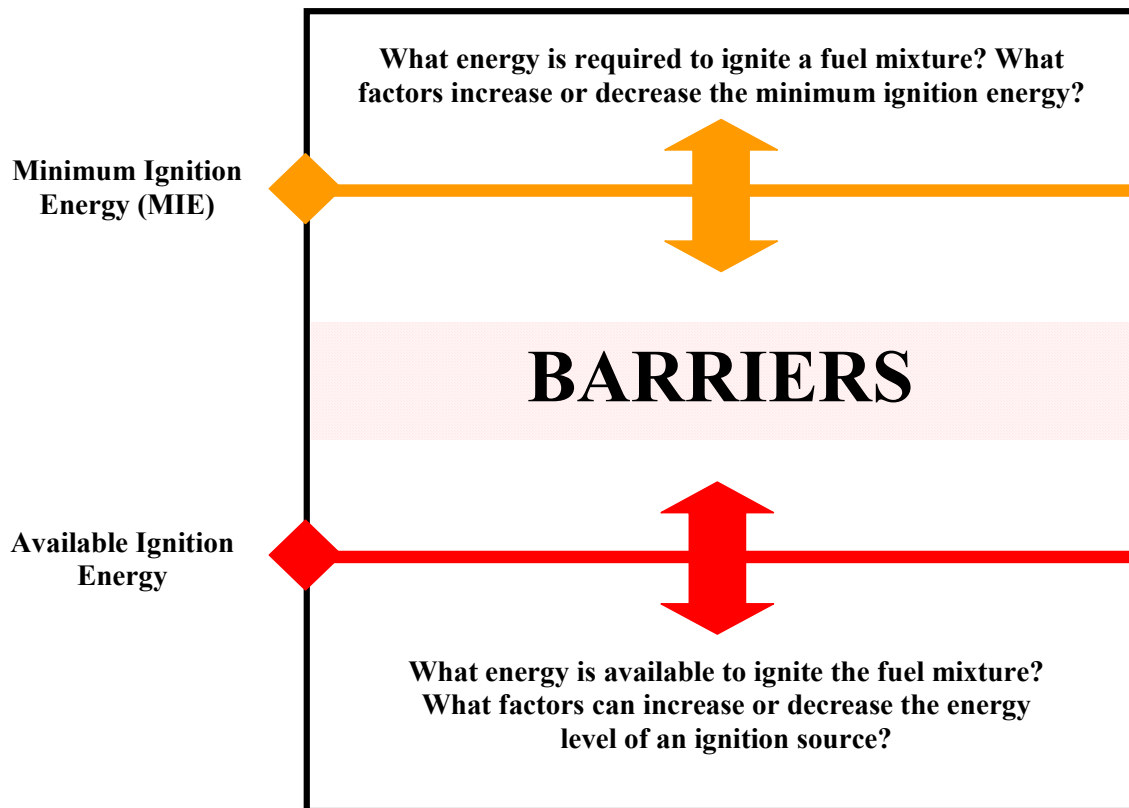 What energy is required to ignite a fuel mixture? What
factors increase or decrease the minimum ignition energy?
Minimum Ignition
Energy (MIE)
BARRIERS
Available Ignition
Energy
What energy is available to ignite the fuel mixture?
What factors can increase or decrease the energy
level of an ignition source?